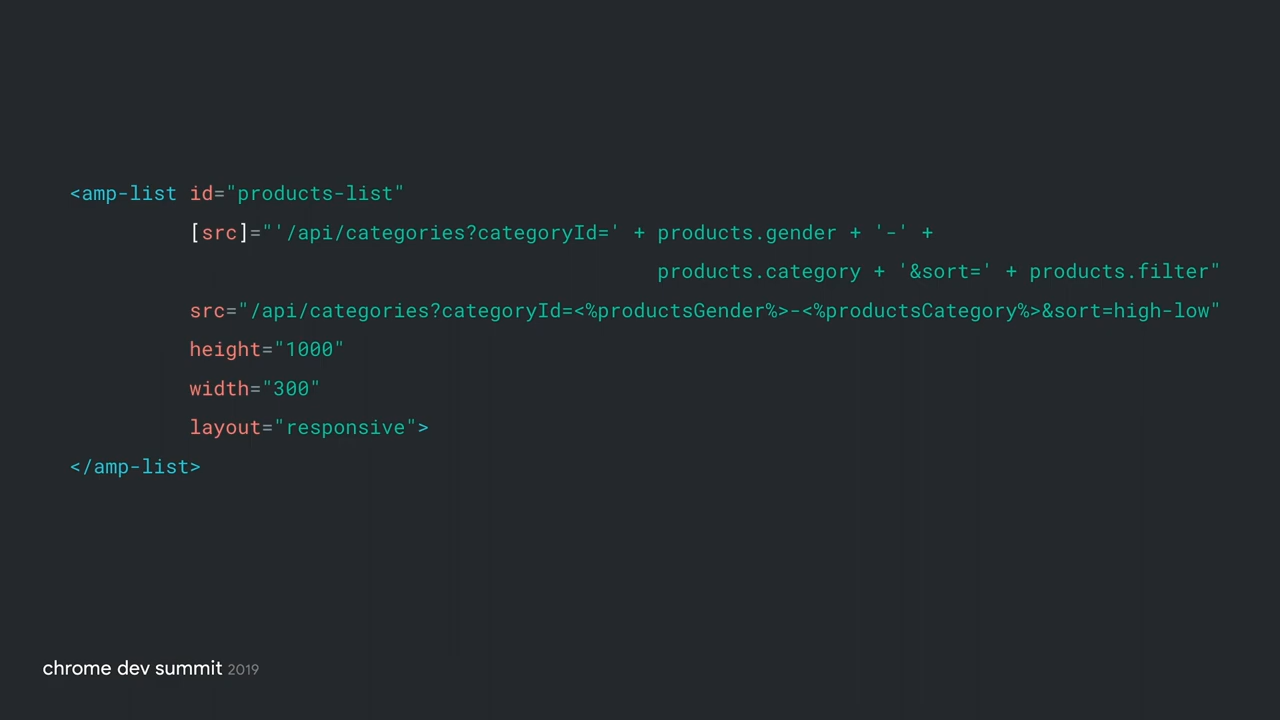 <amp-list id="products-list"
[src]="'/api/categories?categoryId=' + products.gender + '-' +
products.category + '&sort=' + products.filter"
src="/api/categories?categoryId=<%productsGender%>-<%productsCategory%>&sort=high-low"
height="1000"
width="300"
layout="responsive">
</amp-list>
chrome dev summit 2019